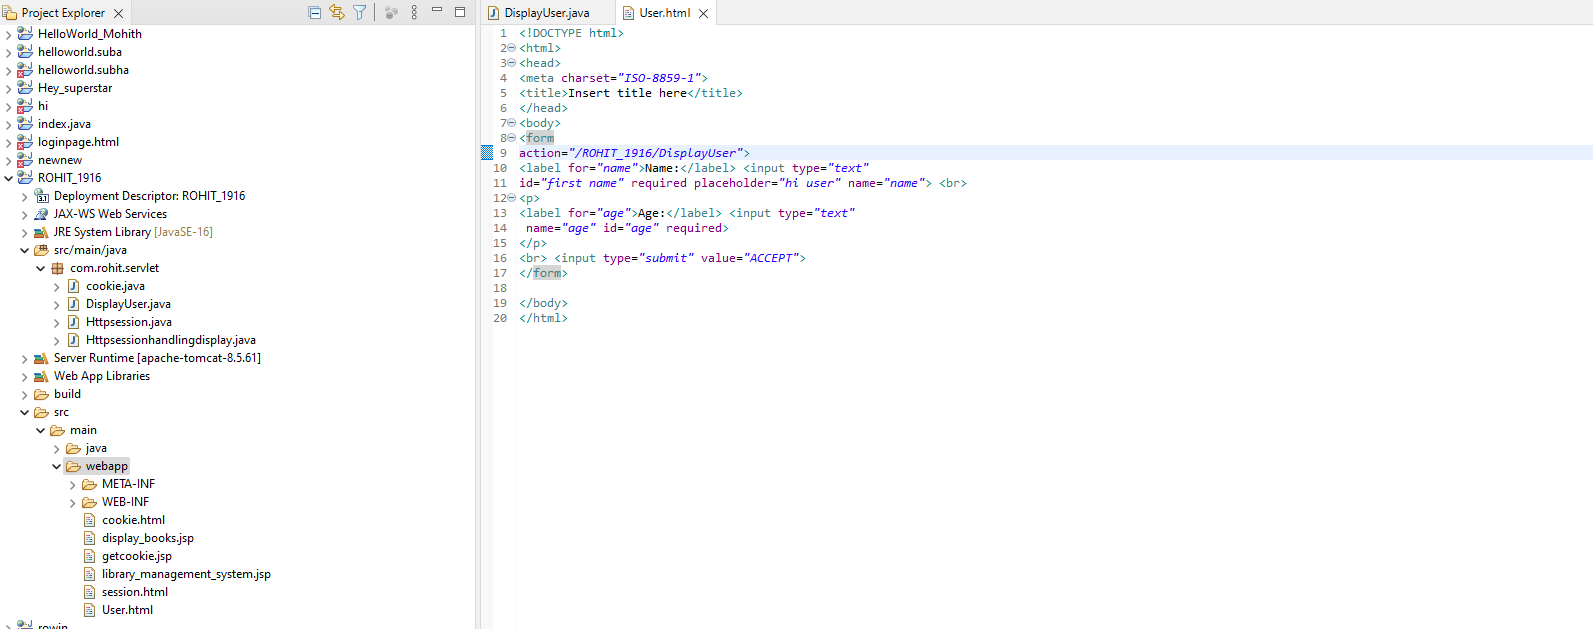 Project Explorer
HelloWorld_Mohith
helloworld.suba
helloworld.subha
Hey_superstar
hi
index.java
loginpage.html
newnew
ROHIT_1916
Deployment Descriptor: ROHIT_1916
JAX-WS Web Services
JRE System Library [JavaSE-16]
src/main/java
com.rohit.servlet
cookie.java
DisplayUser.java
Httpsession.java
Httpsessionhandlingdisplay.java
Server Runtime [apache-tomcat-8.5.61]
Web App Libraries
build
src
main
java
webapp
META-INF
WEB-INF
cookie.html
display_books.jsp
getcookie.jsp
library_management_system.jsp
session.html
User.html
rowin
DisplayUser.java User.html
1 <!DOCTYPE html>
2 <html>
3 <head>
4 <meta charset="ISO-8859-1">
5 <title>Insert title here</title>
6 </head>
7 <body>
8 <form
9 action="/ROHIT_1916/DisplayUser">
10 <label for="name">Name:</label> <input type="text"
11 id="first name" required placeholder="hi user" name="name"> <br>
12 <p>
13 <label for="age">Age:</label> <input type="text"
14 name="age" id="age" required>
15 </p>
16 <br> <input type="submit" value="ACCEPT">
17 </form>
18
19 </body>
20 </html>